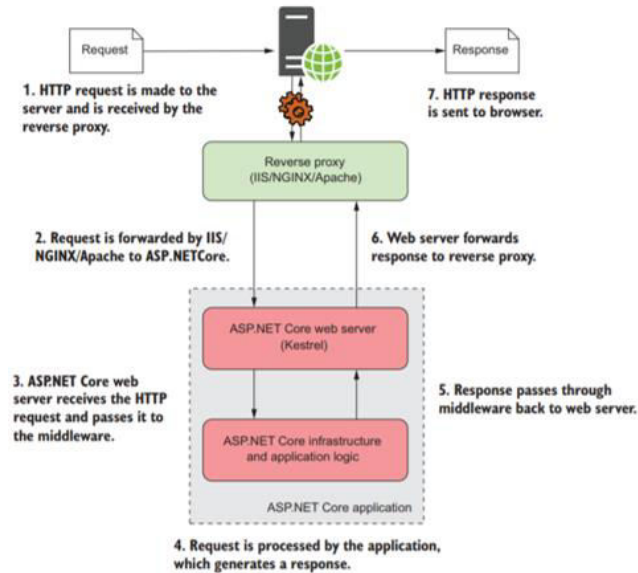 Request
Response
1. HTTP request is made to the
server and is received by the
reverse proxy.
7. HTTP response
is sent to browser.
Reverse proxy
(IIS/NGINX/Apache)
2. Request is forwarded by IIS/
NGINX/Apache to ASP.NETCore.
6. Web server forwards
response to reverse proxy.
ASP.NET Core web server
(Kestrel)
3. ASP.NET Core web
server receives the HTTP
request and passes it to
the middleware.
5. Response passes through
middleware back to web server.
ASP.NET Core infrastructure
and application logic
ASP.NET Core application
4. Request is processed by the application,
which generates a response.